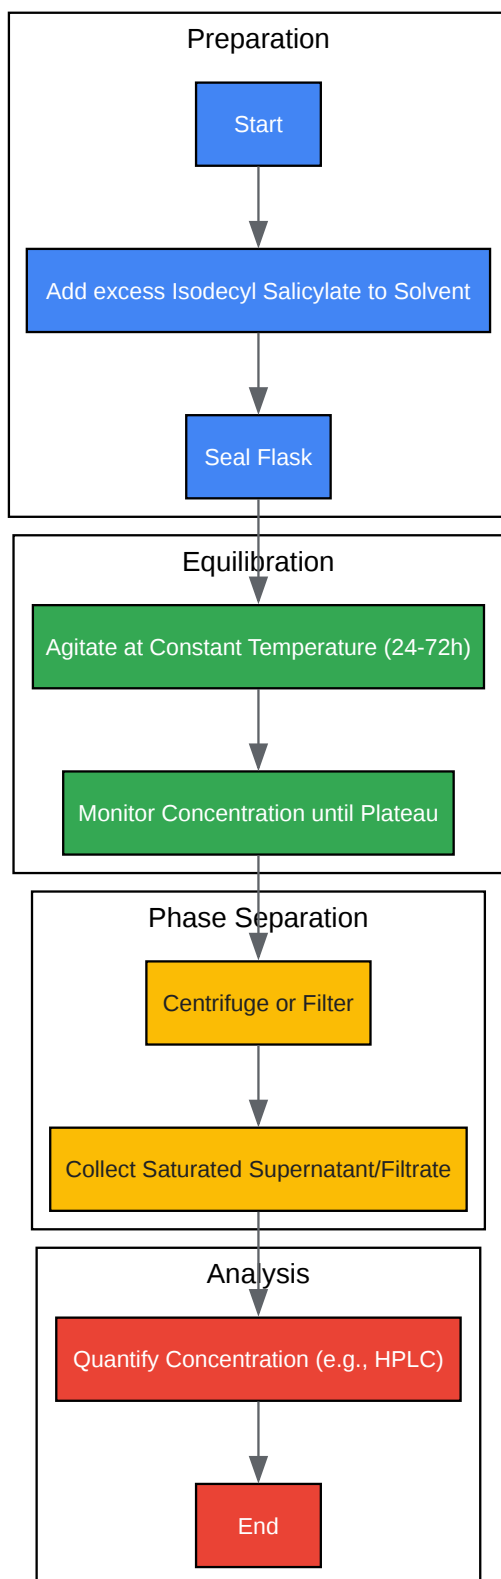 Preparation
Start
Add excess Isodecyl Salicylate to Solvent
Seal Flask
Equilibration
Agitate at Constant Temperature (24-72h)
Monitor Concentration until Plateau
Phase Separation
Centrifuge or Filter
Collect Saturated Supernatant/Filtrate
Analysis
Quantify Concentration (e.g., HPLC)
End